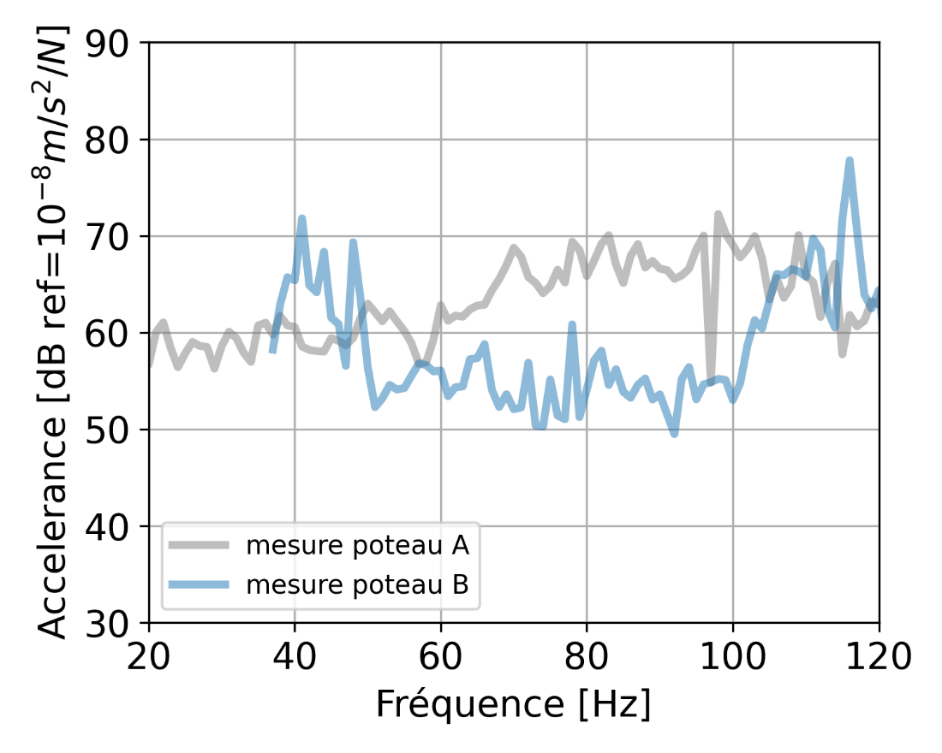 Accelerance [dB ref=10⁻⁸m/s²/N]
90
80
70
60
50
40
30
mesure poteau A
mesure poteau B
20 40 60 80 100 120
Fréquence [Hz]